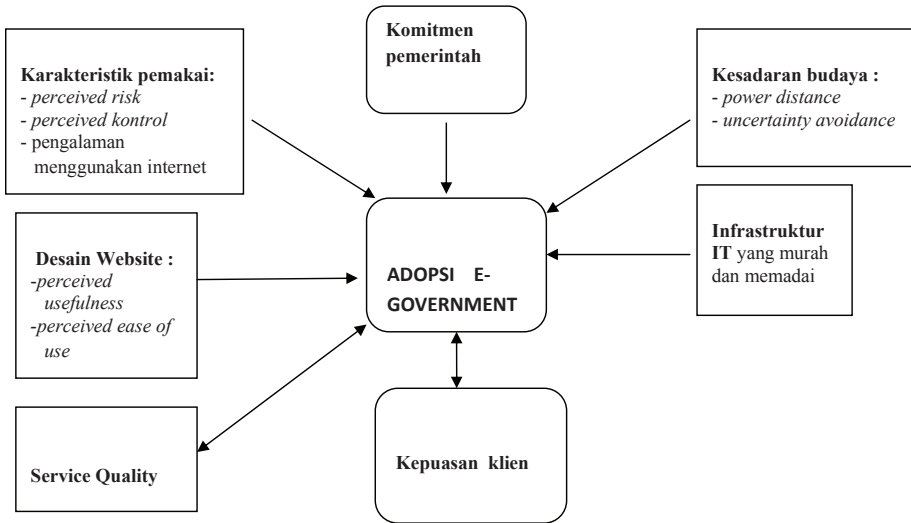 Komitmen
pemerintah
Karakteristik pemakai:
- perceived risk
- perceived kontrol
- pengalaman
menggunakan internet
Kesadaran budaya :
- power distance
- uncertainty avoidance
Desain Website :
-perceived
usefulness
-perceived ease of
use
ADOPSI E-
GOVERNMENT
Infrastruktur
IT yang murah
dan memadai
Service Quality
Kepuasan klien